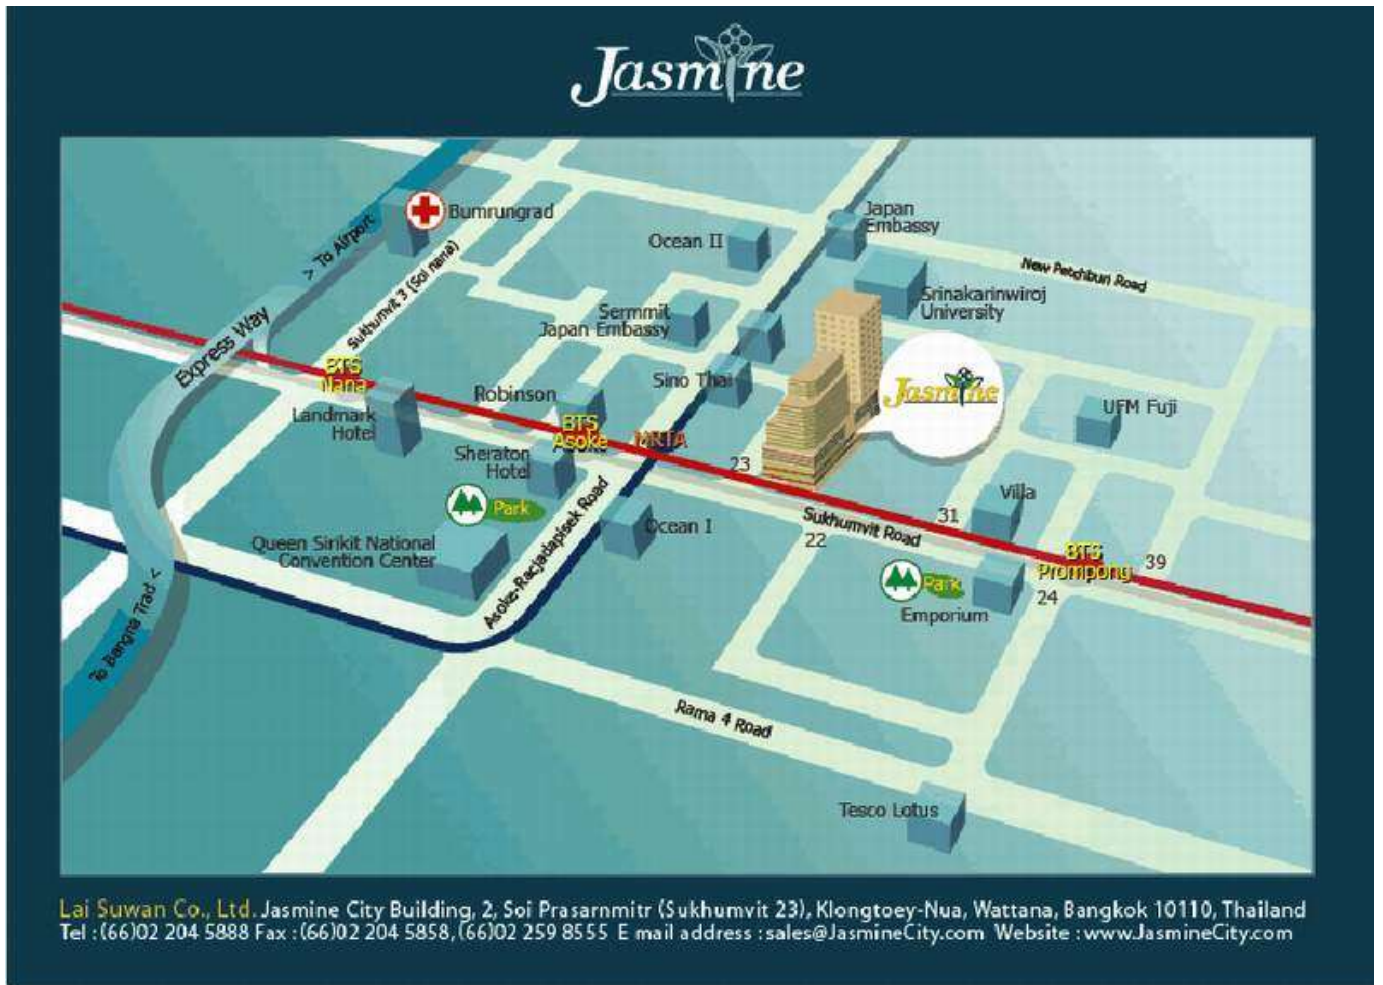 Jasmine
Bumrungrad
Japan
Embassy
Ocean II
> To Airport
Sukhumvit 3 (Soi nana)
New Petchburi Road
Srinakarinwiroj
University
Sermmit
Japan Embassy
Express Way
BTS
Nana
Sino Thai
Jasmine
Robinson
UFM Fuji
Landmark
Hotel
BTS
Asoke
MRTA
Sheraton
Hotel
23
Park
Villa
Asoke-Racjadapisek Road
Ocean I
Sukhumvit Road
31
22
Queen Sirikit National
Convention Center
BTS
Prompong
39
Park
24
Emporium
To Bangna Trad <
Rama 4 Road
Tesco Lotus
Lai Suwan Co., Ltd. Jasmine City Building, 2, Soi Prasarnmitr (Sukhumvit 23), Klongtoey-Nua, Wattana, Bangkok 10110, Thailand
Tel :(66)02 204 5888 Fax :(66)02 204 5858, (66)02 259 8555 E mail address :sales@JasmineCity.com Website :www.JasmineCity.com